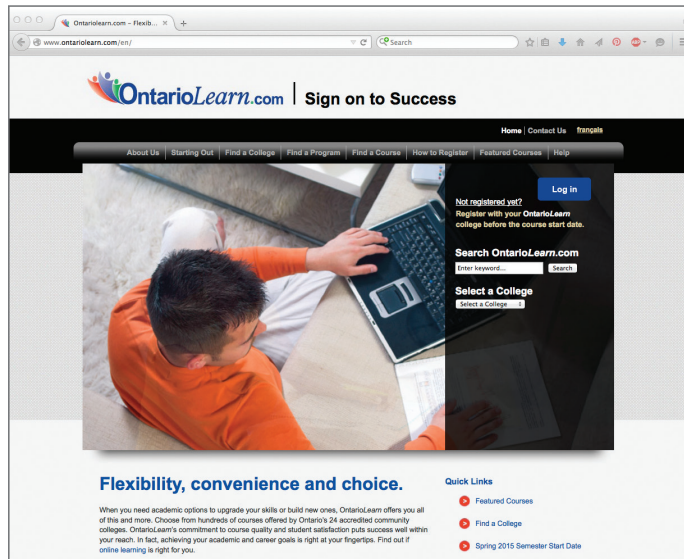 Ontariolearn.com – Flexib...
www.ontariolearn.com/en/
Search
OntarioLearn.com | Sign on to Success
Home | Contact Us français
About Us | Starting Out | Find a College | Find a Program | Find a Course | How to Register | Featured Courses | Help
Log in
Not registered yet?
Register with your OntarioLearn
college before the course start date.
Search OntarioLearn.com
Enter keyword... Search
Select a College
Select a College
Flexibility, convenience and choice.
When you need academic options to upgrade your skills or build new ones, OntarioLearn offers you all
of this and more. Choose from hundreds of courses offered by Ontario's 24 accredited community
colleges. OntarioLearn's commitment to course quality and student satisfaction puts success well within
your reach. In fact, achieving your academic and career goals is right at your fingertips. Find out if
online learning is right for you.
Quick Links
Featured Courses
Find a College
Spring 2015 Semester Start Date